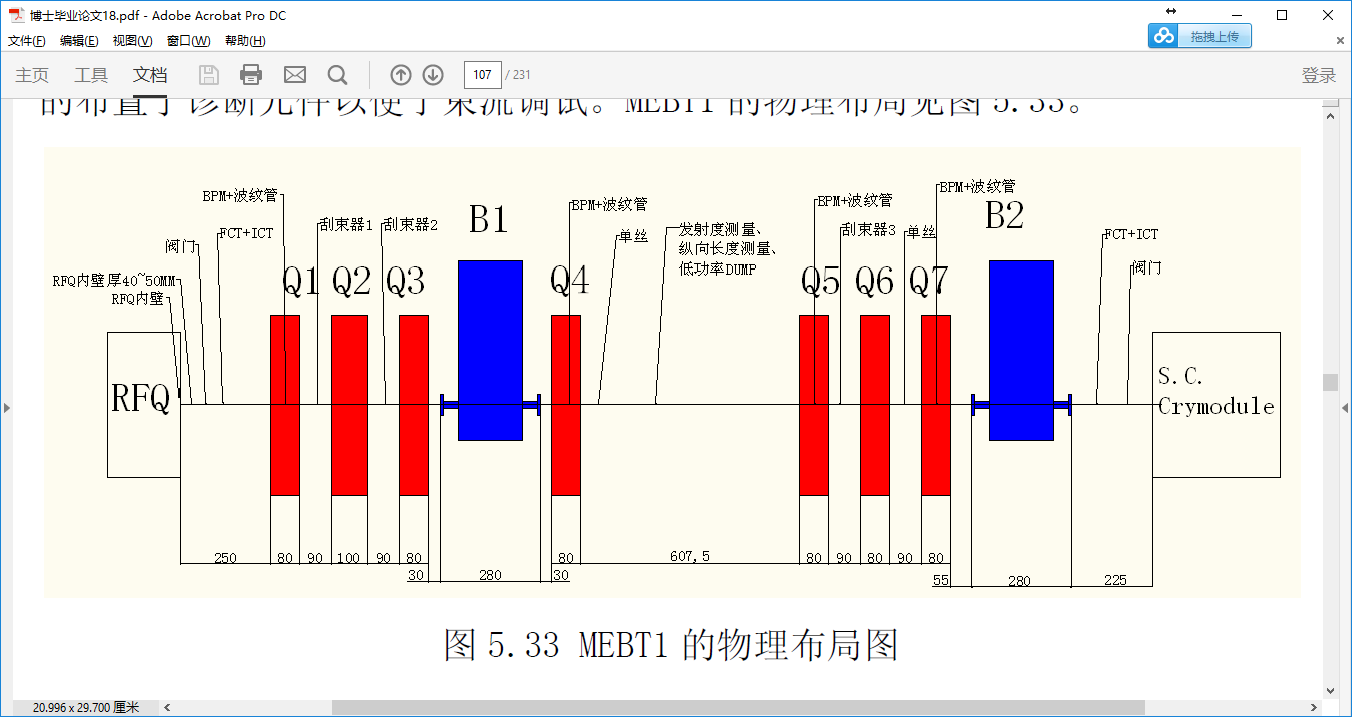 博士毕业论文18.pdf - Adobe Acrobat Pro DC
文件(F) 编辑(E) 视图(V) 窗口(W) 帮助(H)
拖拽上传
主页 工具 文档 107 / 231 登录
的布置了诊断元件以便于束流调试。MEBT1 的物理布局见图 5.33。
BPM+波纹管
FCT+ICT
阀门
RFQ内壁厚40~50MM
RFQ内壁
刮束器1
刮束器2
B1
BPM+波纹管
单丝
发射度测量、
纵向长度测量、
低功率DUMP
BPM+波纹管
刮束器3
单丝
BPM+波纹管
B2
FCT+ICT
阀门
Q1 Q2 Q3 Q4 Q5 Q6 Q7
RFQ
S.C.
Crymodule
250 80 90 100 90 80 80 607,5 80 90 80 90 80
30 280 30 55 280 225
图 5.33 MEBT1 的物理布局图
20.996 x 29.700 厘米